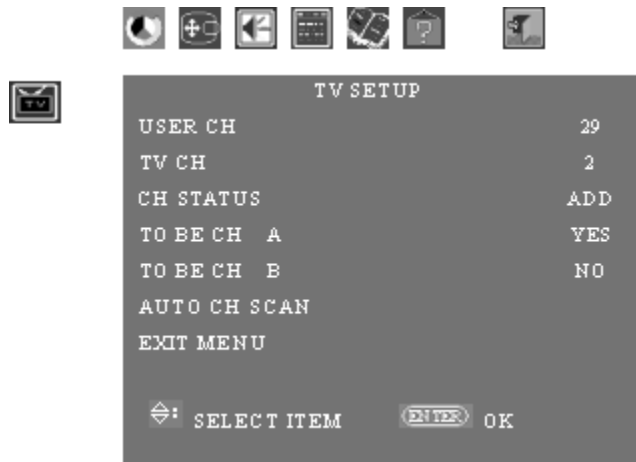 TV SETUP
TV
USER CH 29
TV CH 2
CH STATUS ADD
TO BE CH A YES
TO BE CH B NO
AUTO CH SCAN
EXIT MENU
: SELECT ITEM ENTER OK